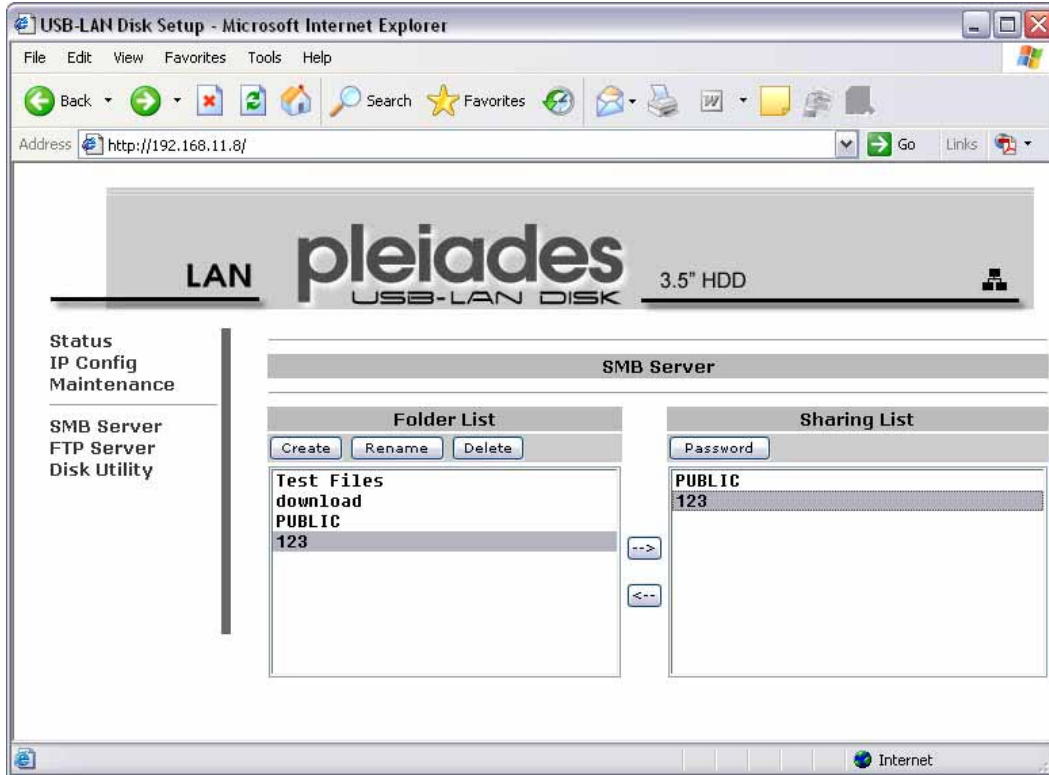 USB-LAN Disk Setup - Microsoft Internet Explorer
File Edit View Favorites Tools Help
Back Search Favorites
Address http://192.168.11.8/ Go Links
LAN pleiades
USB-LAN DISK
3.5" HDD
Status
IP Config
Maintenance
SMB Server
FTP Server
Disk Utility
SMB Server
Folder List
Create Rename Delete
Test Files
download
PUBLIC
123
-->
<--
Sharing List
Password
PUBLIC
123
Internet